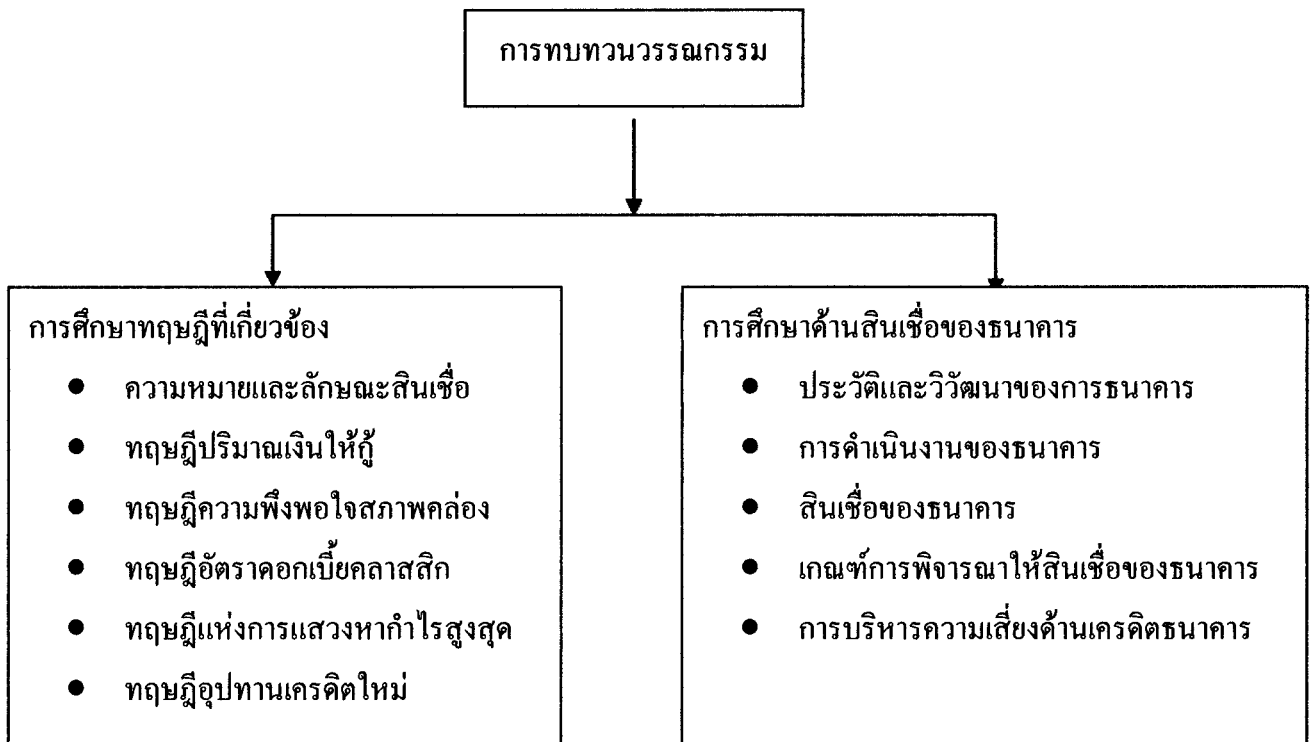 การทบทวนวรรณกรรม
การศึกษาทฤษฎีที่เกี่ยวข้อง
● ความหมายและลักษณะสินเชื่อ
● ทฤษฎีปริมาณเงินให้กู้
● ทฤษฎีความพึงพอใจสภาพคล่อง
● ทฤษฎีอัตราดอกเบี้ยคลาสสิก
● ทฤษฎีแห่งการแสวงหากำไรสูงสุด
● ทฤษฎีอุปทานเครดิตใหม่
การศึกษาด้านสินเชื่อของธนาคาร
● ประวัติและวิวัฒนาของการธนาคาร
● การดำเนินงานของธนาคาร
● สินเชื่อของธนาคาร
● เกณฑ์การพิจารณาให้สินเชื่อของธนาคาร
● การบริหารความเสี่ยงด้านเครดิตธนาคาร